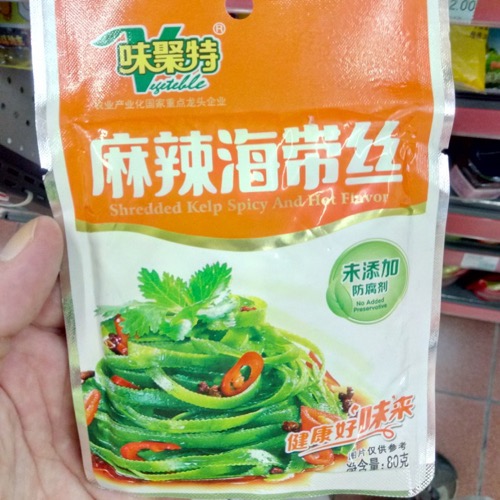 2.00
味聚特®
Vegetable
农业产业化国家重点龙头企业
麻辣海带丝
Shredded Kelp Spicy And Hot Flavor
未添加
防腐剂
No Added
Preservative
健康好味来
图片仅供参考
净含量:80克